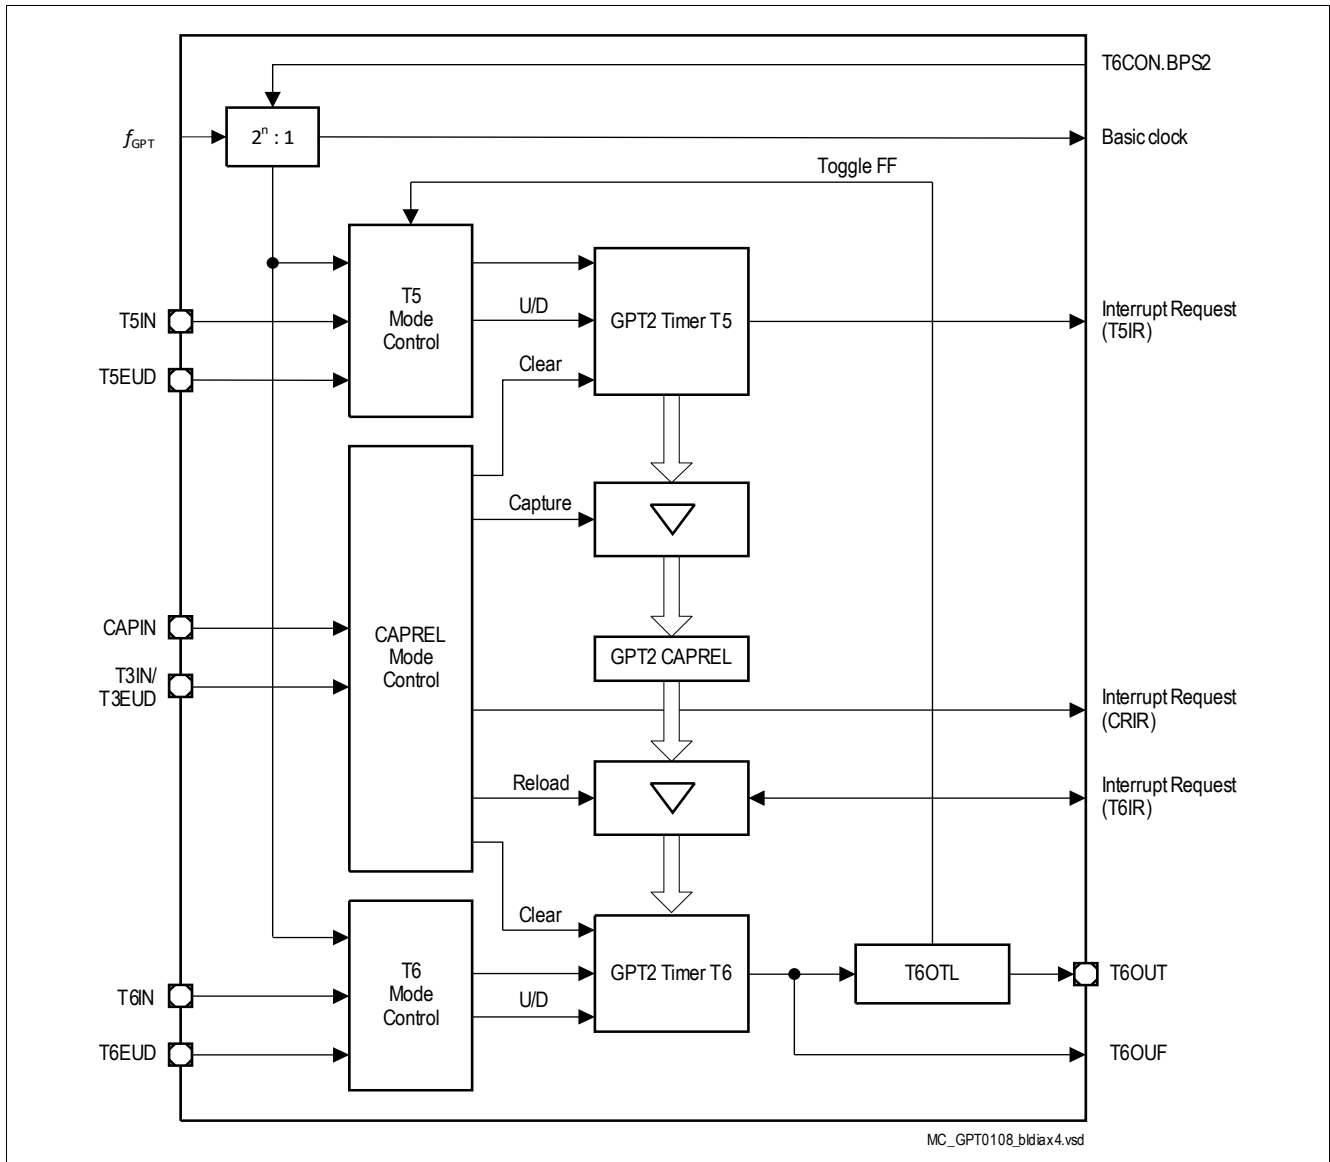 T6CON.BPS2
fGPT
2n : 1
Basic clock
Toggle FF
T5
Mode
Control
U/D
GPT2 Timer T5
T5IN
Interrupt Request
(T5IR)
T5EUD
Clear
Capture
CAPIN
T3IN/
T3EUD
CAPREL
Mode
Control
GPT2 CAPREL
Interrupt Request
(CRIR)
Reload
Interrupt Request
(T6IR)
Clear
T6
Mode
Control
U/D
GPT2 Timer T6
T6OTL
T6OUT
T6IN
T6EUD
T6OUF
MC_GPT0108_bldiax4.vsd